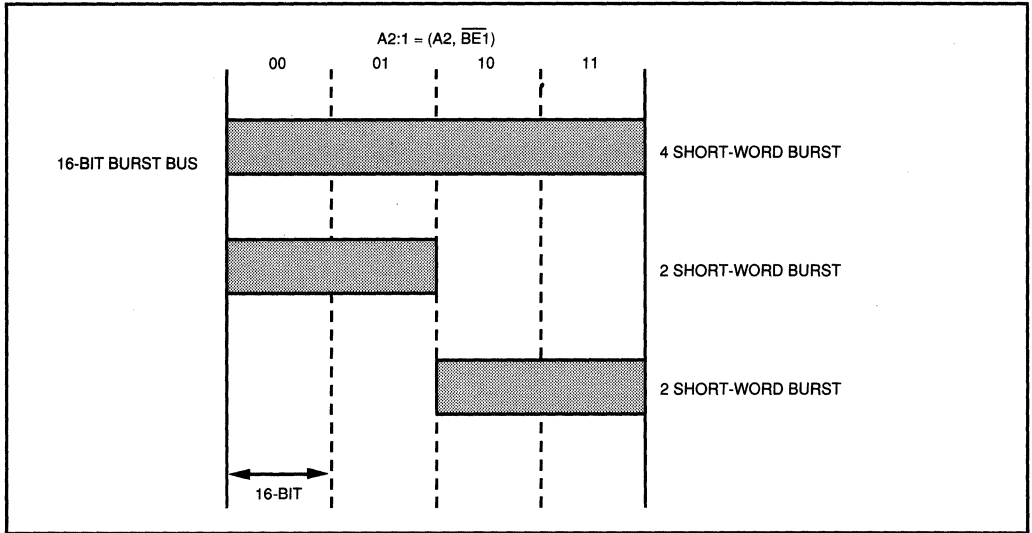 A2:1 = (A2, B̅E̅1̅)
00 01 10 11
16-BIT BURST BUS
4 SHORT-WORD BURST
2 SHORT-WORD BURST
2 SHORT-WORD BURST
16-BIT